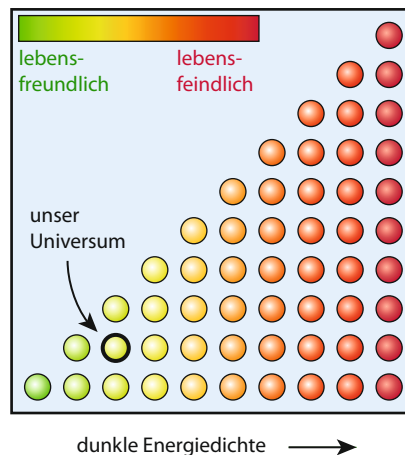 lebens-
freundlich
lebens-
feindlich
unser
Universum
dunkle Energiedichte